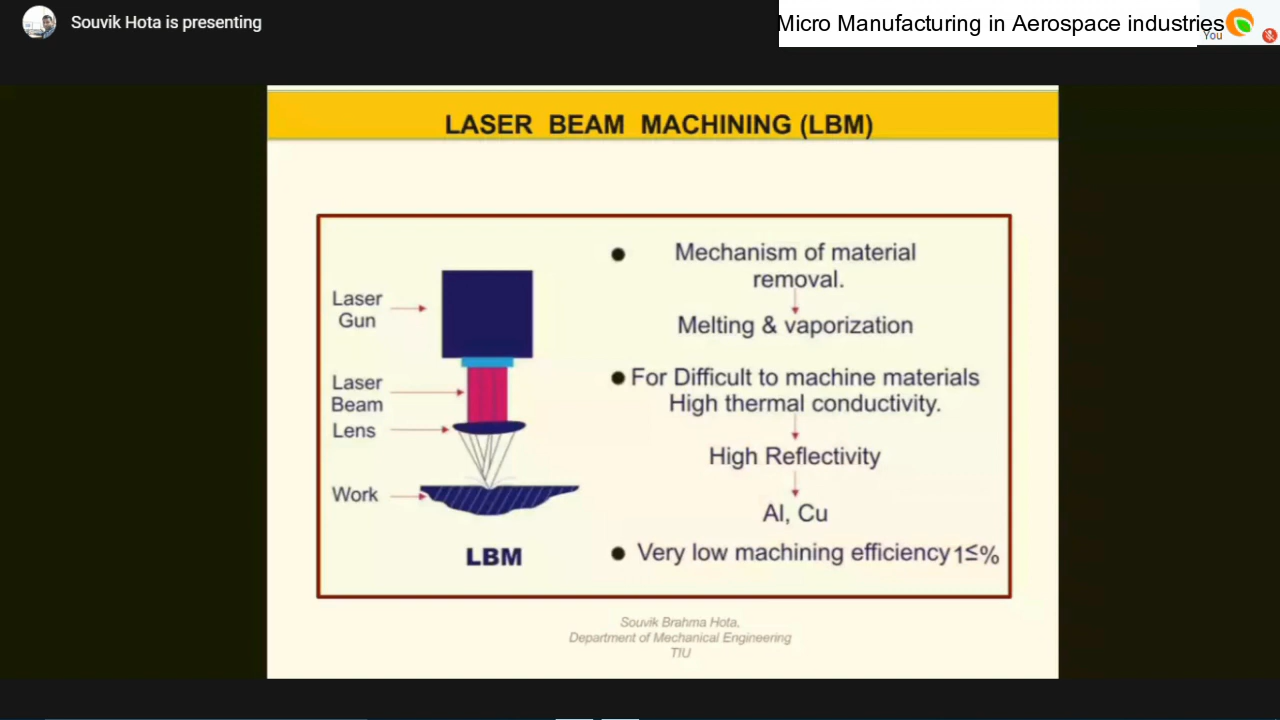 Souvik Hota is presenting
Micro Manufacturing in Aerospace industries
You
LASER BEAM MACHINING (LBM)
Laser
Gun
Laser
Beam
Lens
Work
LBM
● Mechanism of material
removal.
Melting & vaporization
● For Difficult to machine materials
High thermal conductivity.
High Reflectivity
Al, Cu
● Very low machining efficiency 1≤%
Souvik Brahma Hota,
Department of Mechanical Engineering
TIU